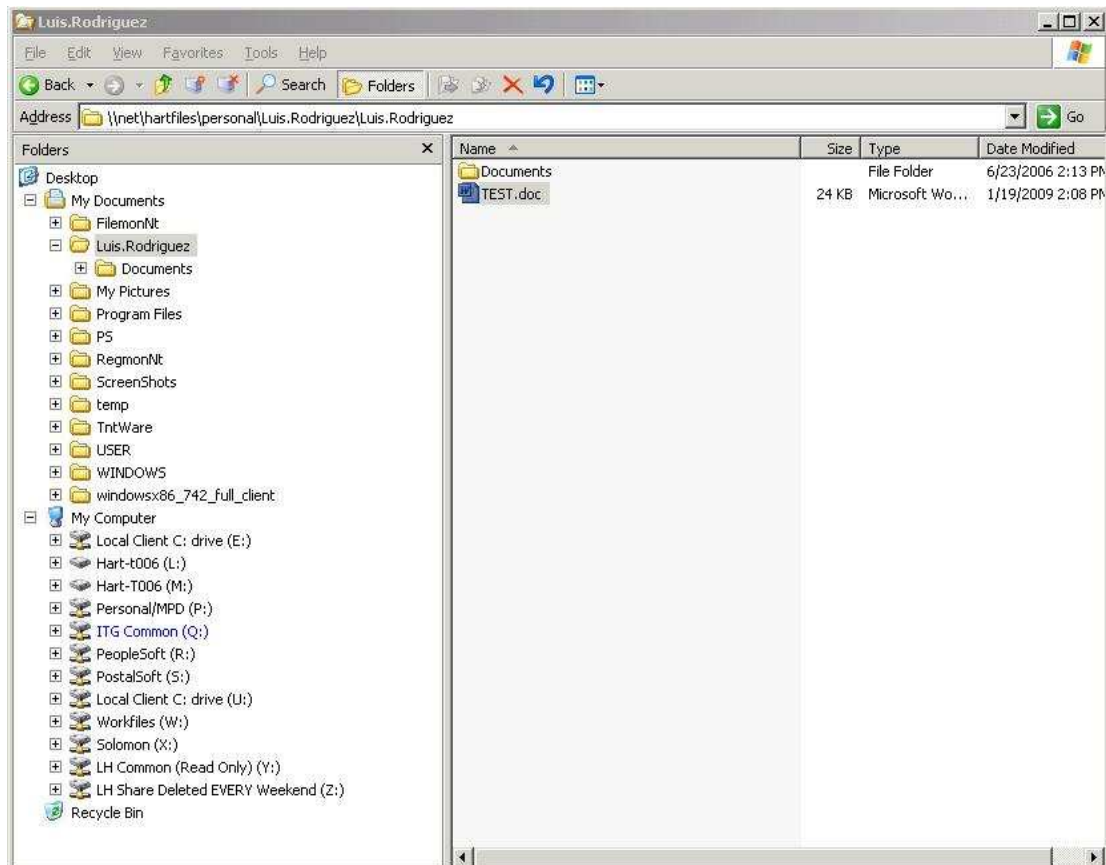 Luis.Rodriguez
File Edit View Favorites Tools Help
Back Search Folders
Address \\net\hartfiles\personal\Luis.Rodriguez\Luis.Rodriguez Go
Folders
Desktop
My Documents
FilemonNt
Luis.Rodriguez
Documents
My Pictures
Program Files
PS
RegmonNt
ScreenShots
temp
TntWare
USER
WINDOWS
windowsx86_742_full_client
My Computer
Local Client C: drive (E:)
Hart-t006 (L:)
Hart-T006 (M:)
Personal/MPD (P:)
ITG Common (Q:)
PeopleSoft (R:)
PostalSoft (S:)
Local Client C: drive (U:)
Workfiles (W:)
Solomon (X:)
LH Common (Read Only) (Y:)
LH Share Deleted EVERY Weekend (Z:)
Recycle Bin
Name Size Type Date Modified
Documents File Folder 6/23/2006 2:13 PM
TEST.doc 24 KB Microsoft Wo... 1/19/2009 2:08 PM